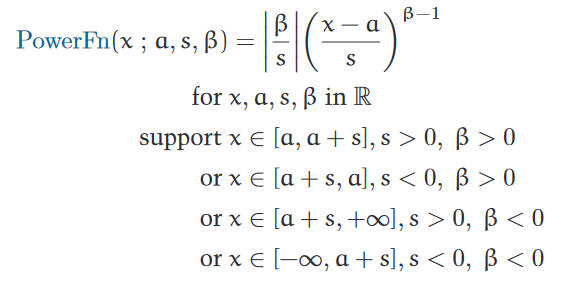 PowerFn(x ; a, s, β) = |β/s| ((x − a)/s)^(β−1)
for x, a, s, β in ℝ
support x ∈ [a, a + s], s > 0, β > 0
or x ∈ [a + s, a], s < 0, β > 0
or x ∈ [a + s, +∞], s > 0, β < 0
or x ∈ [−∞, a + s], s < 0, β < 0